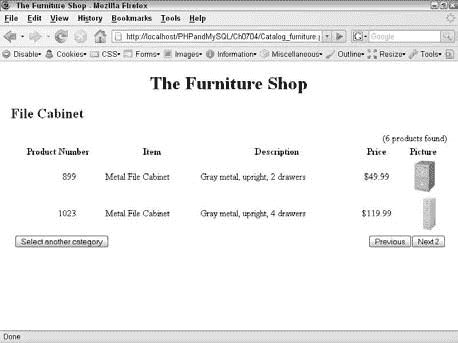 The Furniture Shop - Mozilla Firefox
File Edit View History Bookmarks Tools Help
http://localhost/PHPandMySQL/Ch0704/Catalog_furniture.p
Google
Disable Cookies CSS Forms Images Information Miscellaneous Outline Resize Tools
The Furniture Shop
File Cabinet
(6 products found)
Product Number Item Description Price Picture
899 Metal File Cabinet Gray metal, upright, 2 drawers $49.99
1023 Metal File Cabinet Gray metal, upright, 4 drawers $119.99
Select another category Previous Next 2
Done